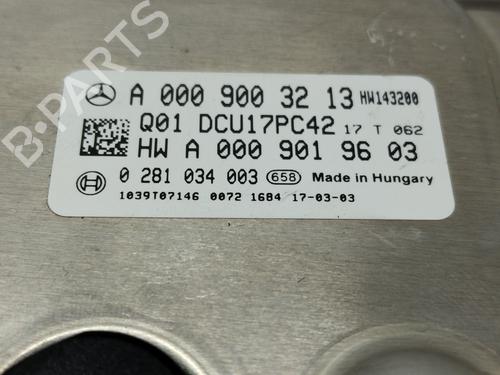 B-PARTS
A 000 900 32 13 HW143200
Q01 DCU17PC42 17 T 062
HW A 000 901 96 03
0 281 034 003 658 Made in Hungary
1039T07146 0072 1684 17-03-03